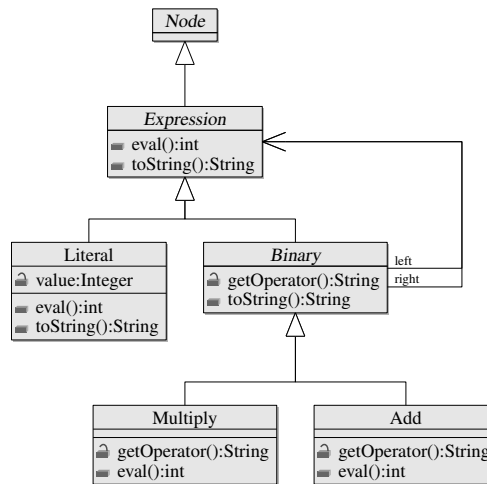 Node
Expression
eval():int
toString():String
Literal
value:Integer
eval():int
toString():String
Binary
getOperator():String
toString():String
left
right
Multiply
getOperator():String
eval():int
Add
getOperator():String
eval():int